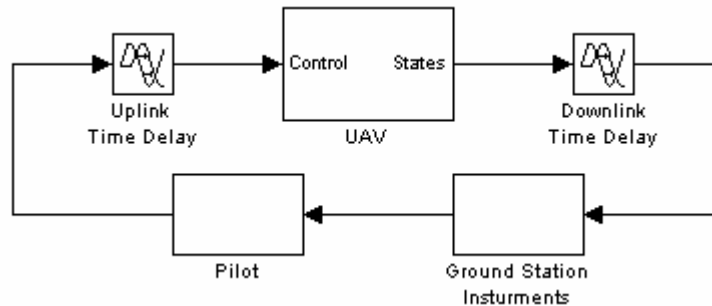 Control
States
Uplink
Time Delay
UAV
Downlink
Time Delay
Pilot
Ground Station
Insturments